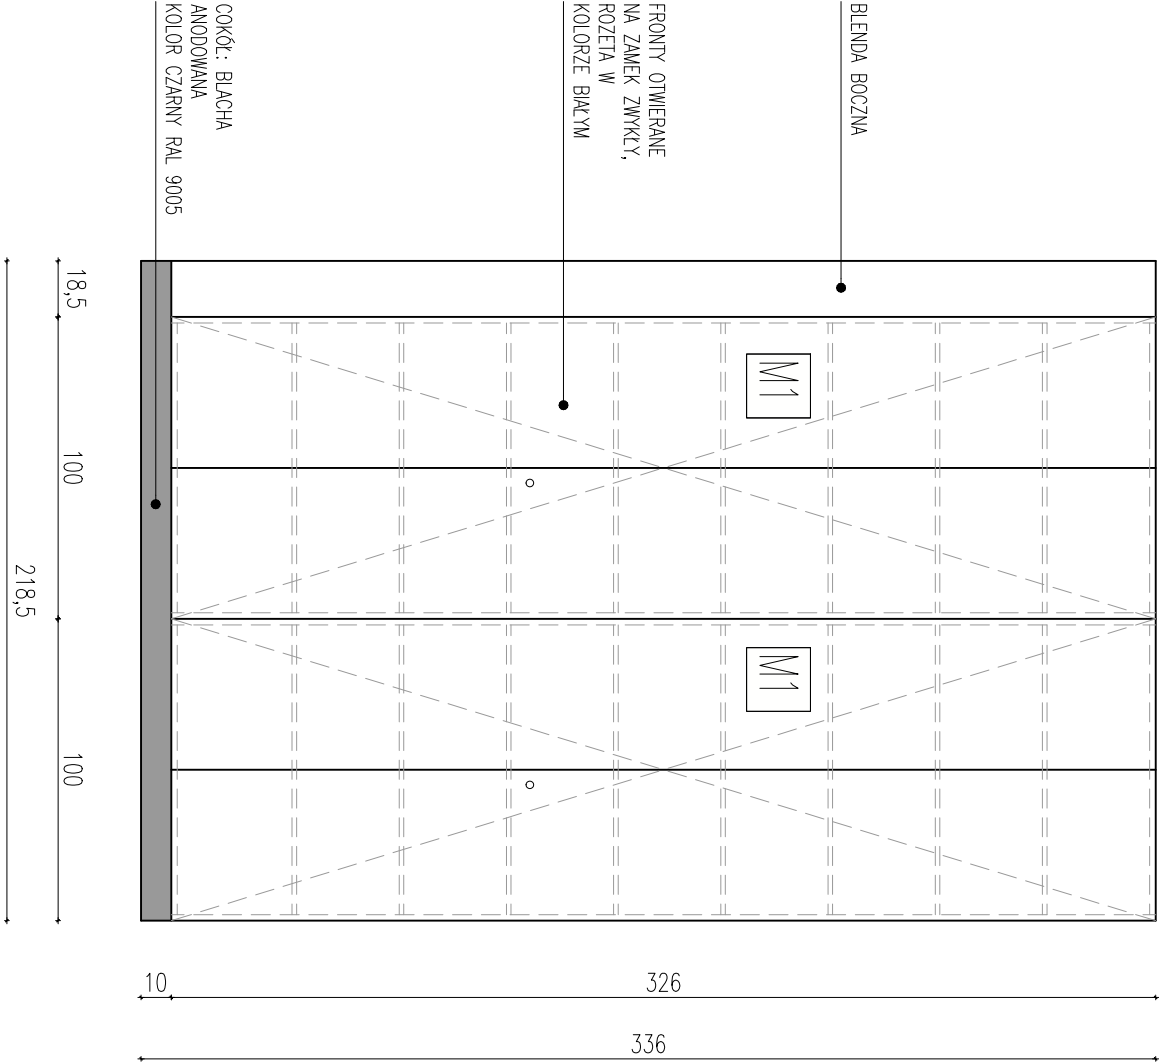 BLENDA BOCZNA
FRONTY OTWIERANE
NA ZAMEK ZWYKŁY,
ROZETA W
KOLORZE BIAŁYM
COKÓŁ: BLACHA
ANODOWANA
KOLOR CZARNY RAL 9005
M1
M1
18,5
100
100
218,5
10
326
336